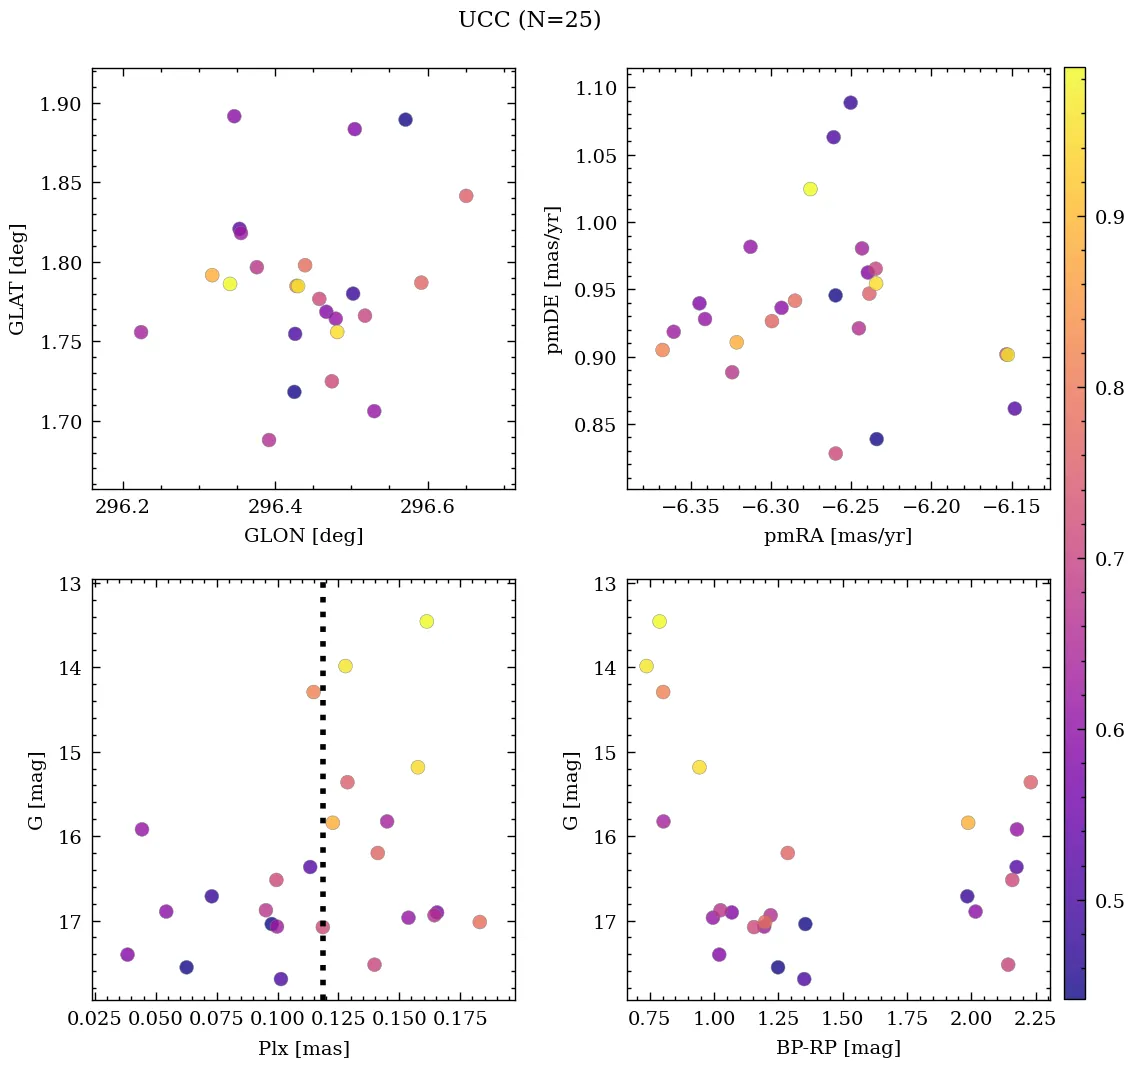 UCC (N=25)
1.90
1.85
1.80
1.75
1.70
GLAT [deg]
296.2 296.4 296.6
GLON [deg]
1.10
1.05
1.00
0.95
0.90
0.85
pmDE [mas/yr]
−6.35 −6.30 −6.25 −6.20 −6.15
pmRA [mas/yr]
0.9
0.8
0.7
0.6
0.5
13
14
15
16
17
G [mag]
0.025 0.050 0.075 0.100 0.125 0.150 0.175
Plx [mas]
13
14
15
16
17
G [mag]
0.75 1.00 1.25 1.50 1.75 2.00 2.25
BP-RP [mag]